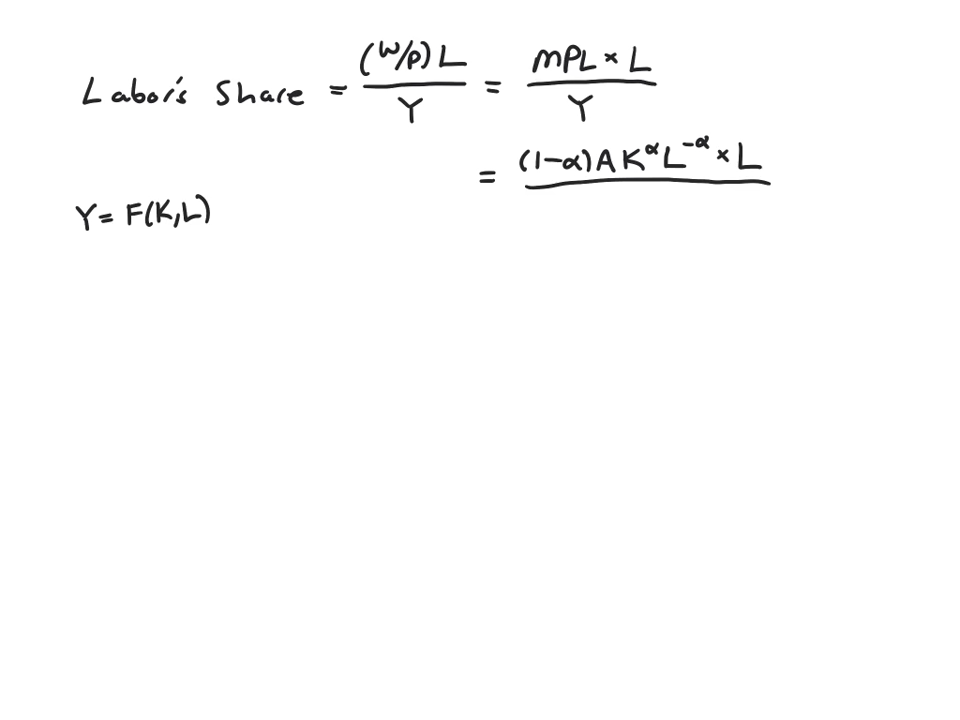 Labor's Share = (W/P) L / Y = MPL × L / Y
= (1-α) A K^α L^-α × L
Y = F(K,L)